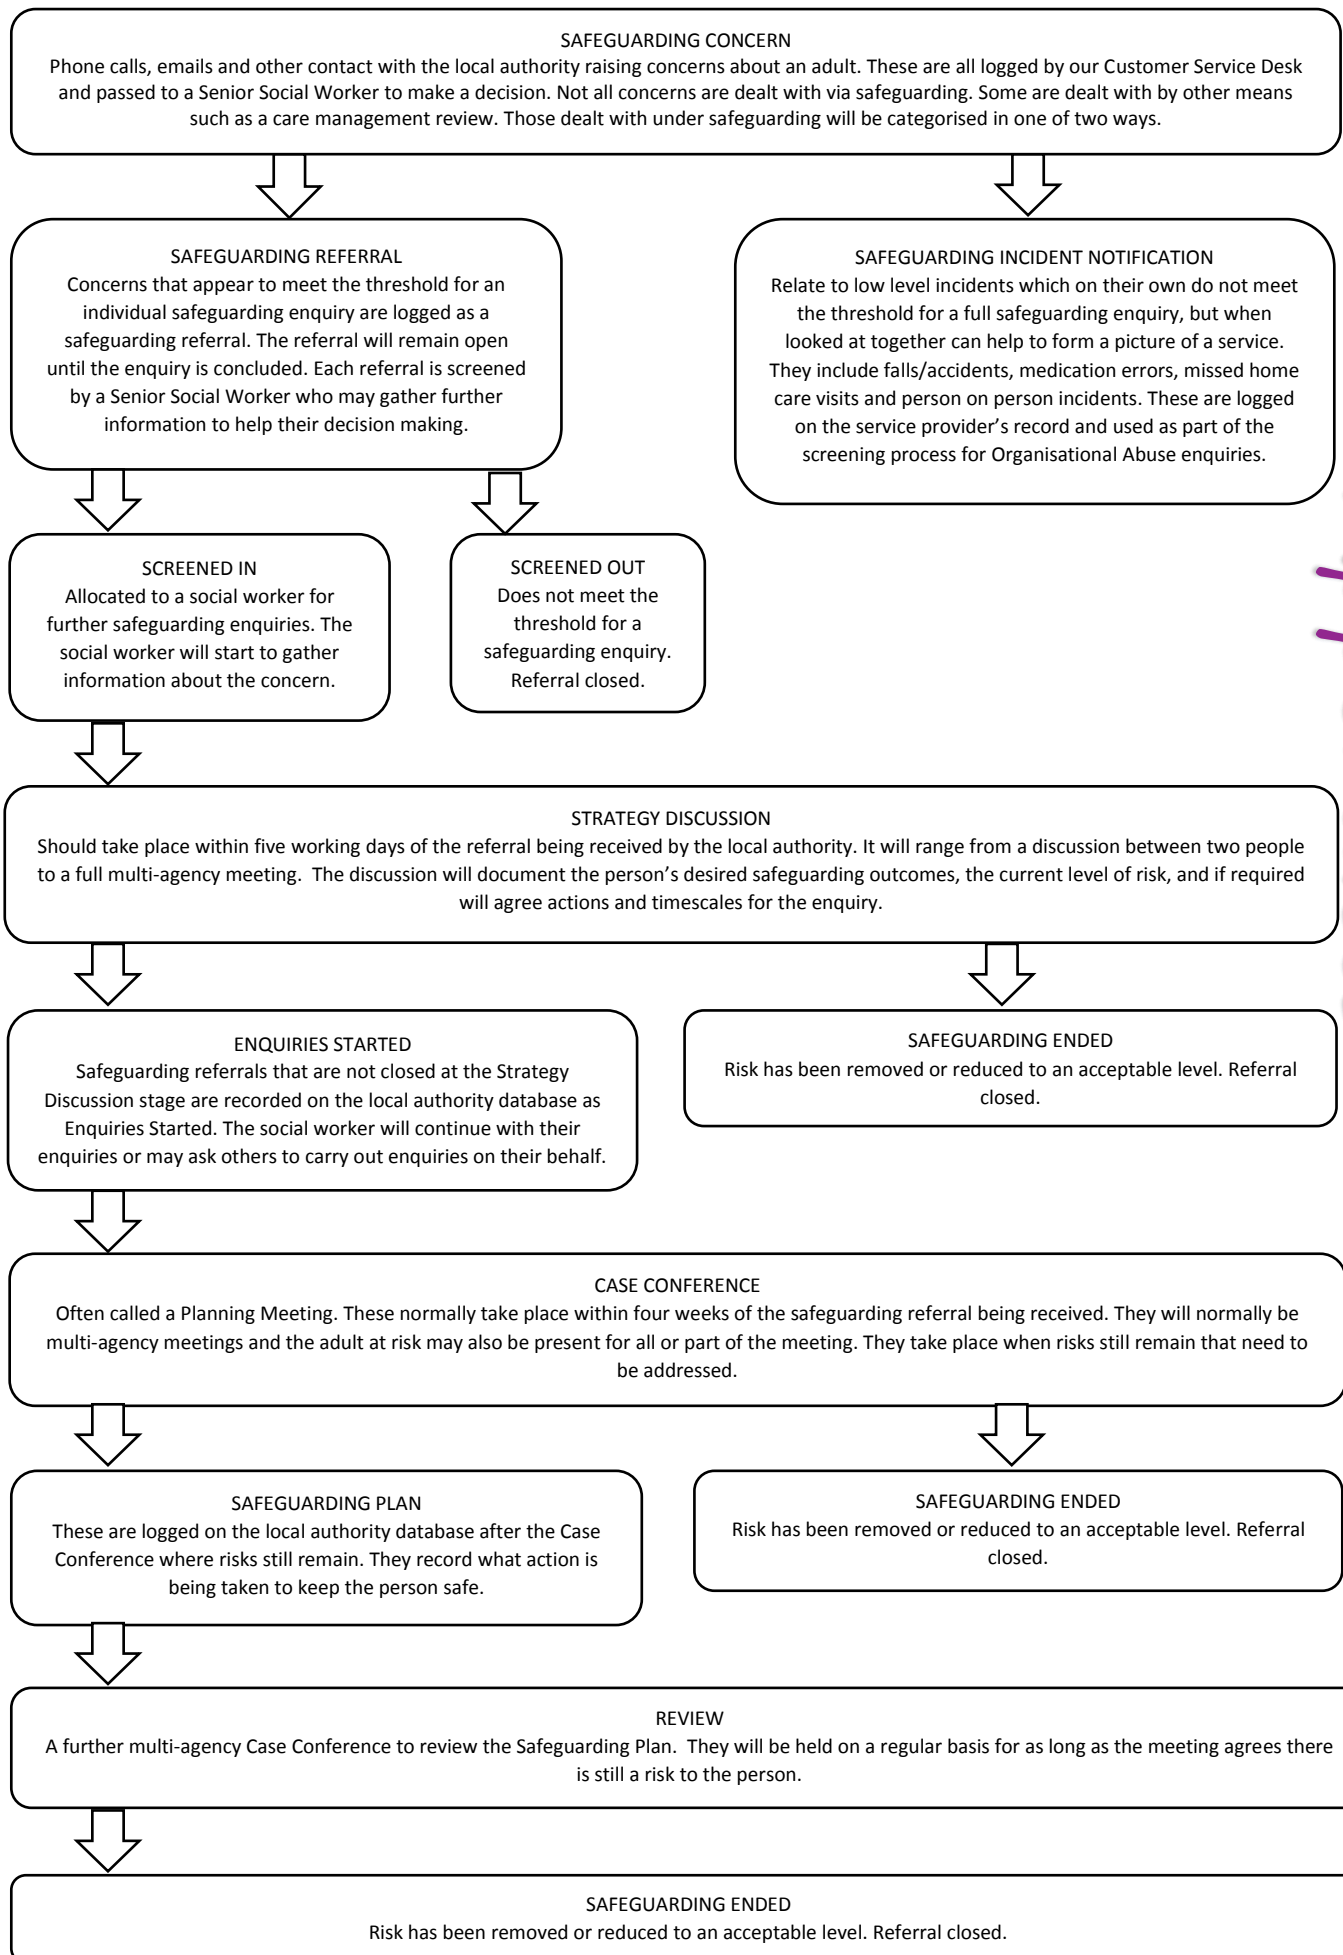 SAFEGUARDING CONCERN
Phone calls, emails and other contact with the local authority raising concerns about an adult. These are all logged by our Customer Service Desk
and passed to a Senior Social Worker to make a decision. Not all concerns are dealt with via safeguarding. Some are dealt with by other means
such as a care management review. Those dealt with under safeguarding will be categorised in one of two ways.
SAFEGUARDING REFERRAL
Concerns that appear to meet the threshold for an
individual safeguarding enquiry are logged as a
safeguarding referral. The referral will remain open
until the enquiry is concluded. Each referral is screened
by a Senior Social Worker who may gather further
information to help their decision making.
SAFEGUARDING INCIDENT NOTIFICATION
Relate to low level incidents which on their own do not meet
the threshold for a full safeguarding enquiry, but when
looked at together can help to form a picture of a service.
They include falls/accidents, medication errors, missed home
care visits and person on person incidents. These are logged
on the service provider’s record and used as part of the
screening process for Organisational Abuse enquiries.
SCREENED IN
Allocated to a social worker for
further safeguarding enquiries. The
social worker will start to gather
information about the concern.
SCREENED OUT
Does not meet the
threshold for a
safeguarding enquiry.
Referral closed.
STRATEGY DISCUSSION
Should take place within five working days of the referral being received by the local authority. It will range from a discussion between two people
to a full multi-agency meeting.  The discussion will document the person’s desired safeguarding outcomes, the current level of risk, and if required
will agree actions and timescales for the enquiry.
ENQUIRIES STARTED
Safeguarding referrals that are not closed at the Strategy
Discussion stage are recorded on the local authority database as
Enquiries Started. The social worker will continue with their
enquiries or may ask others to carry out enquiries on their behalf.
SAFEGUARDING ENDED
Risk has been removed or reduced to an acceptable level. Referral
closed.
CASE CONFERENCE
Often called a Planning Meeting. These normally take place within four weeks of the safeguarding referral being received. They will normally be
multi-agency meetings and the adult at risk may also be present for all or part of the meeting. They take place when risks still remain that need to
be addressed.
SAFEGUARDING PLAN
These are logged on the local authority database after the Case
Conference where risks still remain. They record what action is
being taken to keep the person safe.
SAFEGUARDING ENDED
Risk has been removed or reduced to an acceptable level. Referral
closed.
REVIEW
A further multi-agency Case Conference to review the Safeguarding Plan.  They will be held on a regular basis for as long as the meeting agrees there
is still a risk to the person.
SAFEGUARDING ENDED
Risk has been removed or reduced to an acceptable level. Referral closed.